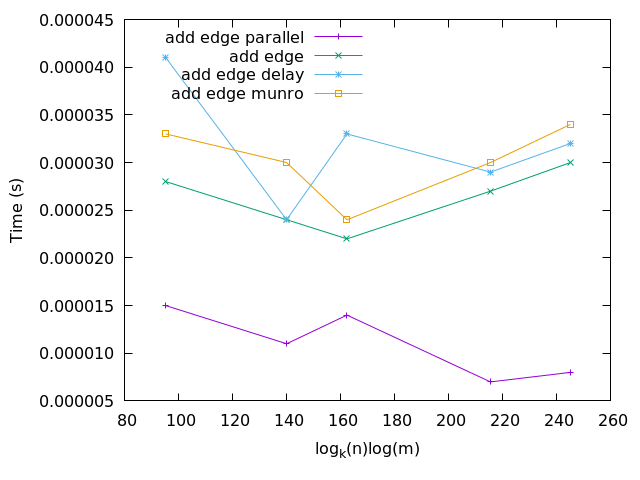 0.000045
0.000040
0.000035
0.000030
0.000025
0.000020
0.000015
0.000010
0.000005
Time (s)
add edge parallel
add edge
add edge delay
add edge munro
80 100 120 140 160 180 200 220 240 260
logk(n)log(m)